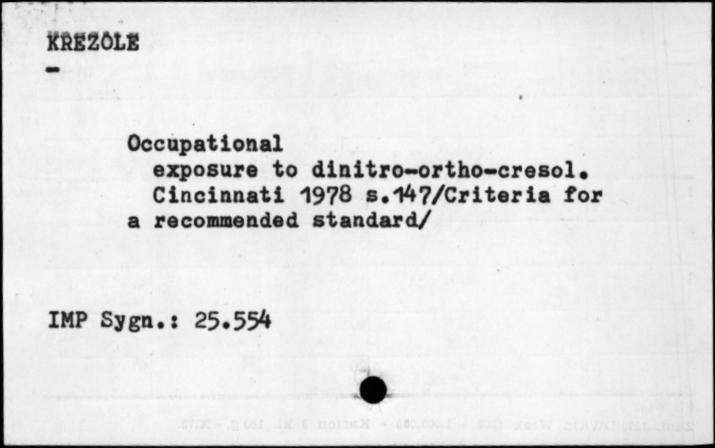 KREZOLE
-
Occupational
exposure to dinitro-ortho-cresol.
Cincinnati 1978 s.147/Criteria for
a recommended standard/
IMP Sygn.: 25.554